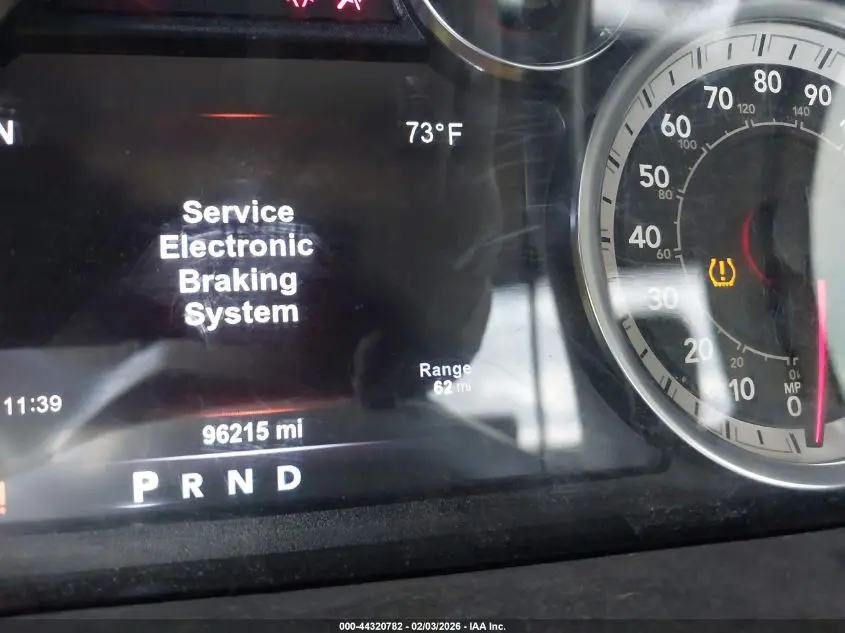 N
73°F
Service
Electronic
Braking
System
Range
62 mi
11:39
96215 mi
P R N D
90
80
70
60
50
40
30
20
10
0
140
120
100
80
60
20
MP
000-44320782 - 02/03/2026 - IAA Inc.